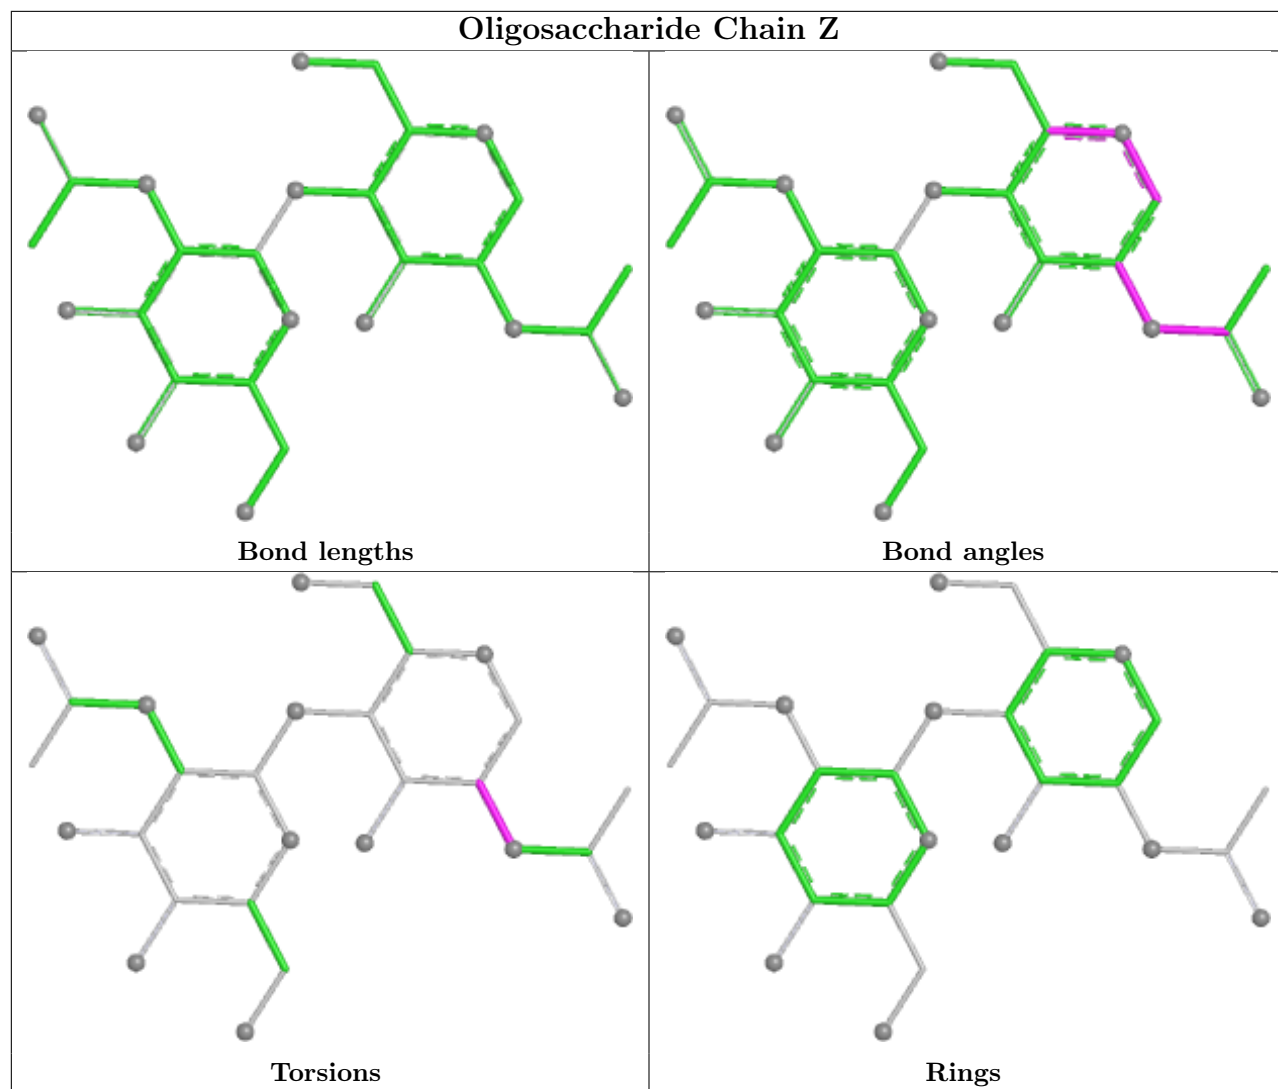 Oligosaccharide Chain Z
Bond lengths
Bond angles
Torsions
Rings